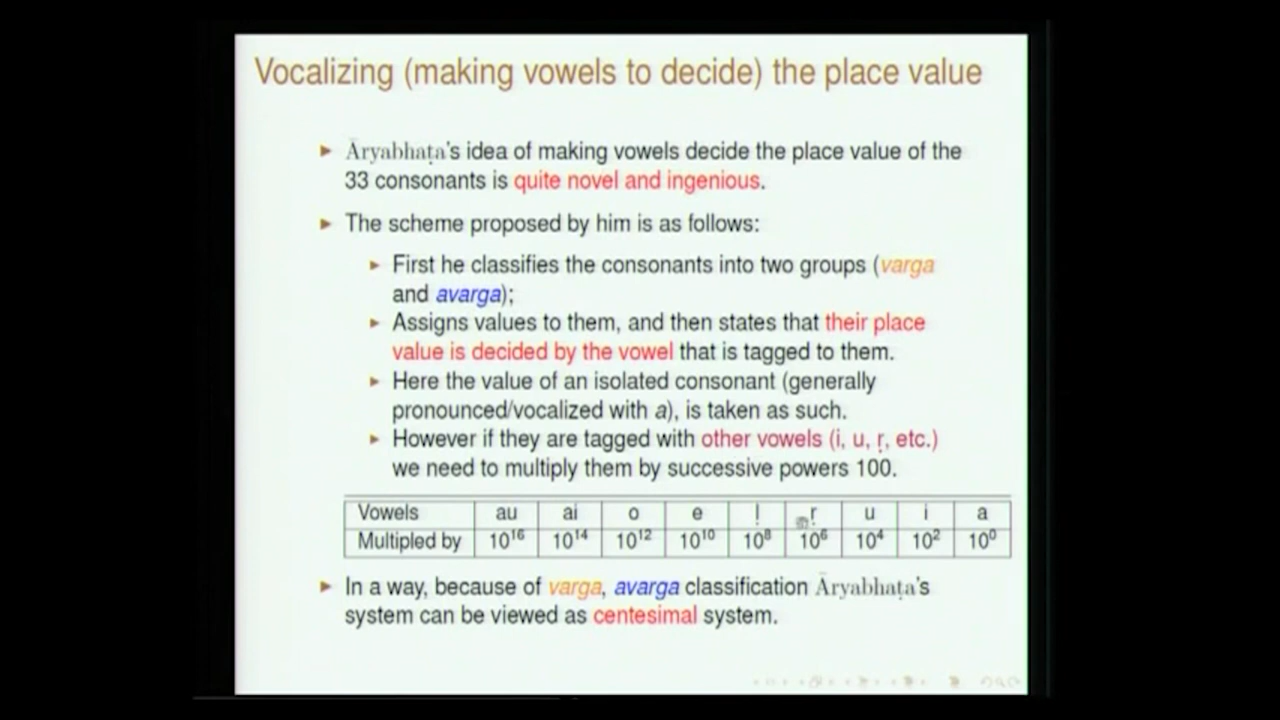 Vocalizing (making vowels to decide) the place value
Āryabhaṭa's idea of making vowels decide the place value of the
33 consonants is quite novel and ingenious.
The scheme proposed by him is as follows:
First he classifies the consonants into two groups (varga
and avarga);
Assigns values to them, and then states that their place
value is decided by the vowel that is tagged to them.
Here the value of an isolated consonant (generally
pronounced/vocalized with a), is taken as such.
However if they are tagged with other vowels (i, u, ṛ, etc.)
we need to multiply them by successive powers 100.
Vowels au ai o e ḷ ṛ u i a
Multipled by 10¹⁶ 10¹⁴ 10¹² 10¹⁰ 10⁸ 10⁶ 10⁴ 10² 10⁰
In a way, because of varga, avarga classification Āryabhaṭa's
system can be viewed as centesimal system.